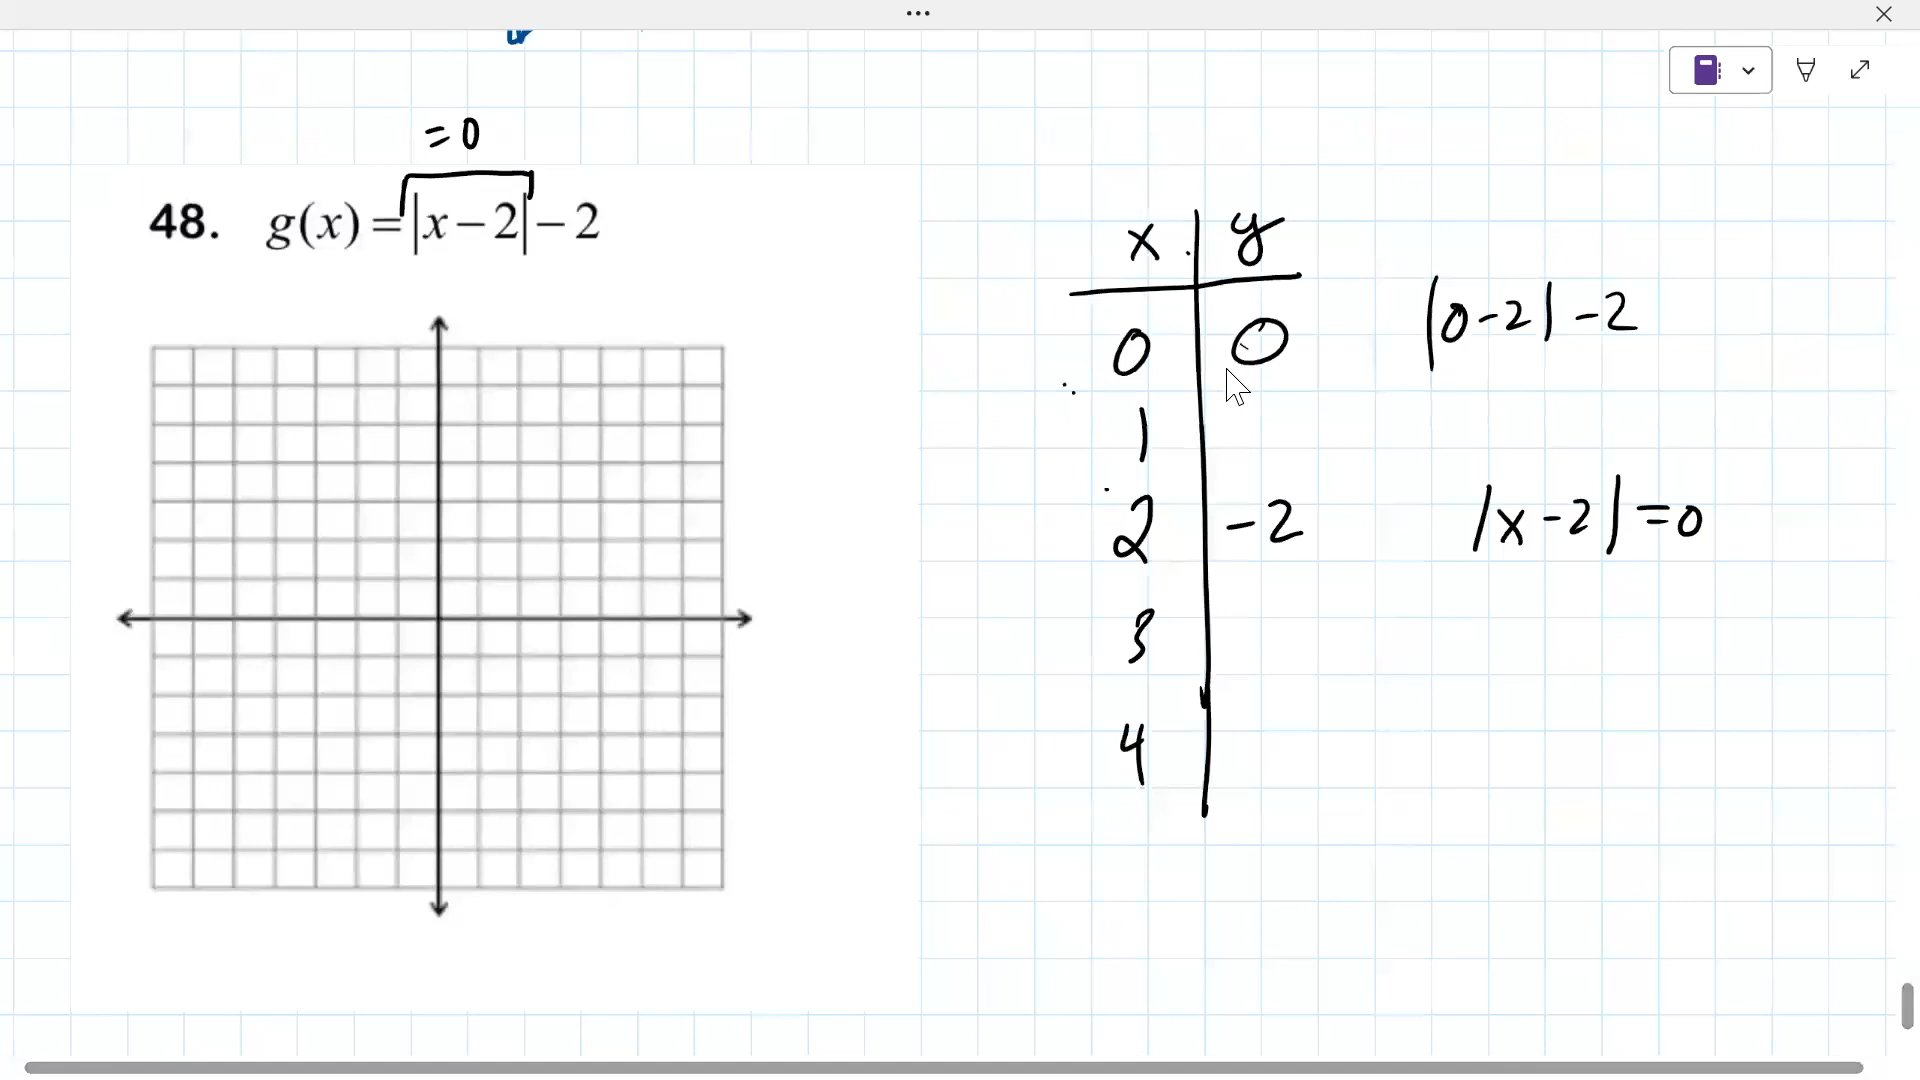 = 0
48. g(x) = |x − 2| − 2
x y
0 0 |0 - 2| - 2
1
2 -2 |x - 2| = 0
3
4